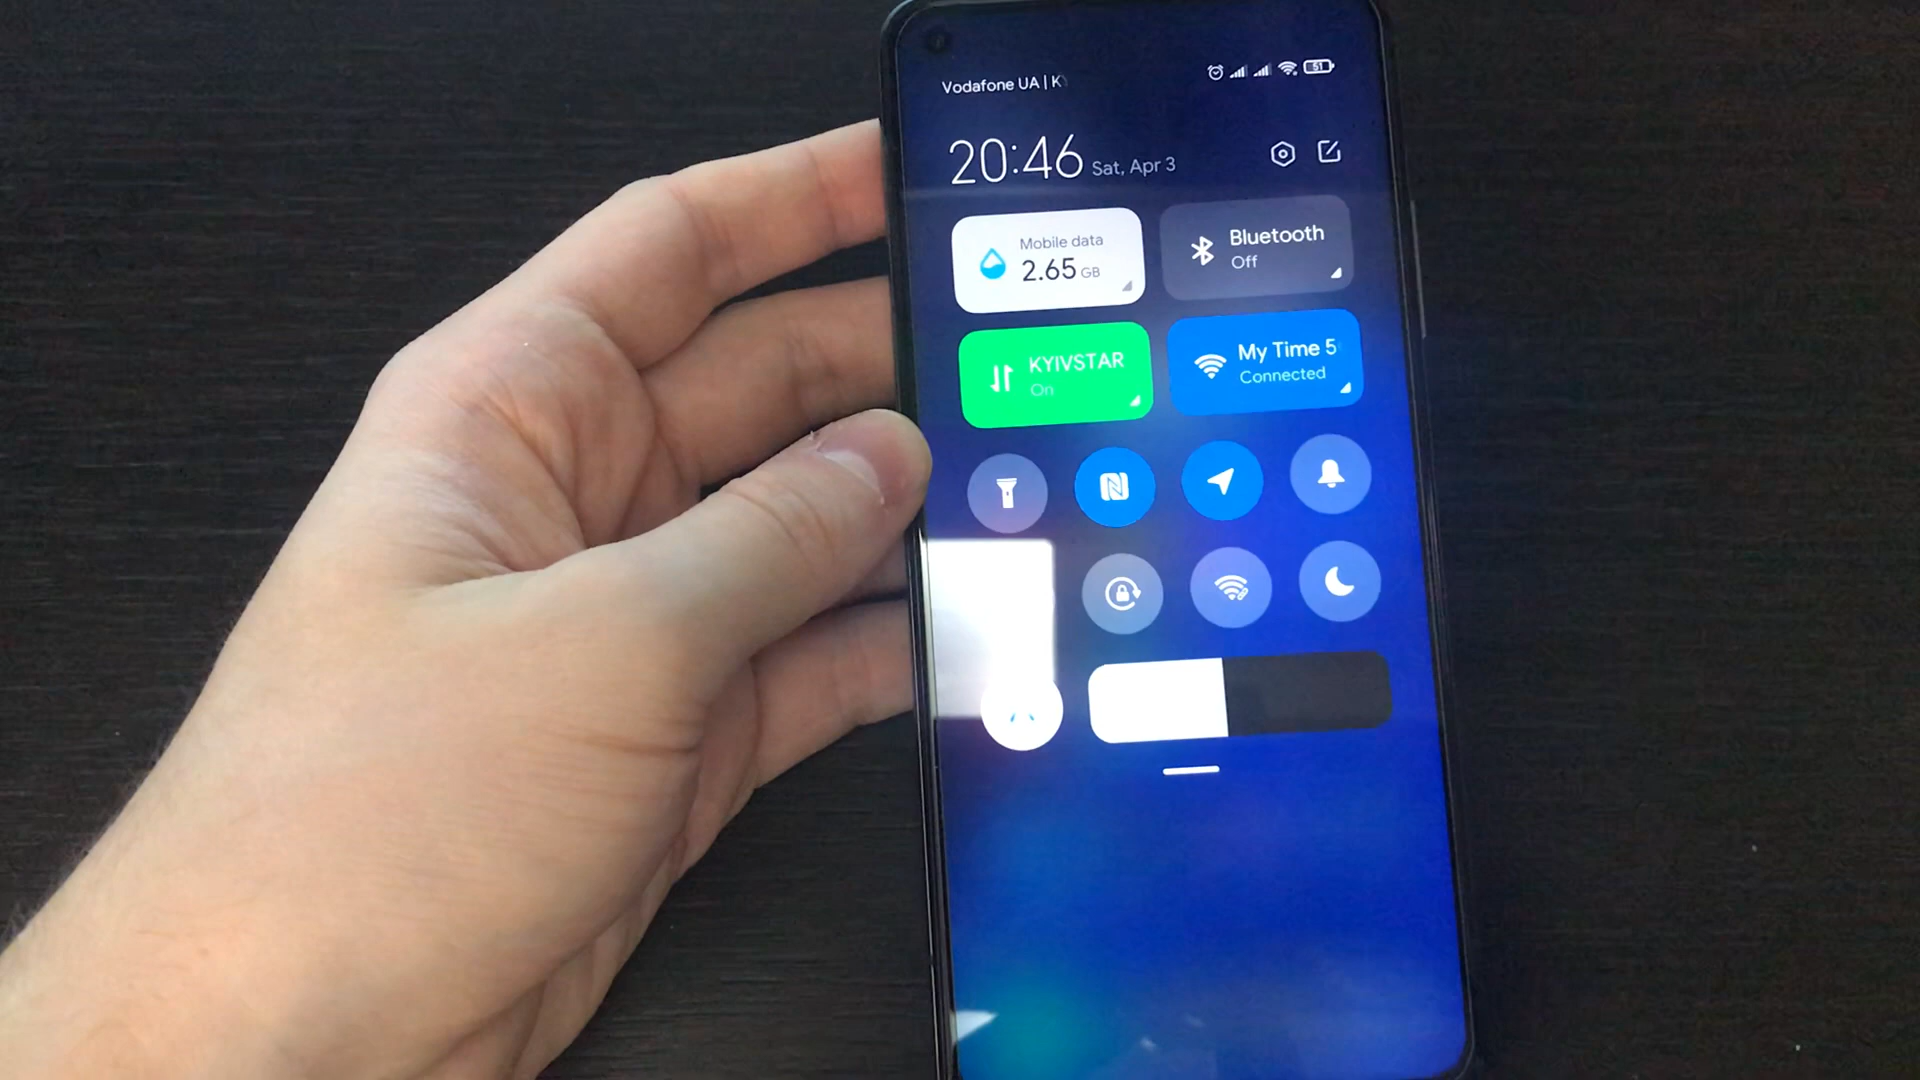 Vodafone UA | K
51
20:46 Sat, Apr 3
Mobile data
2.65 GB
Bluetooth
Off
KYIVSTAR
On
My Time 5
Connected